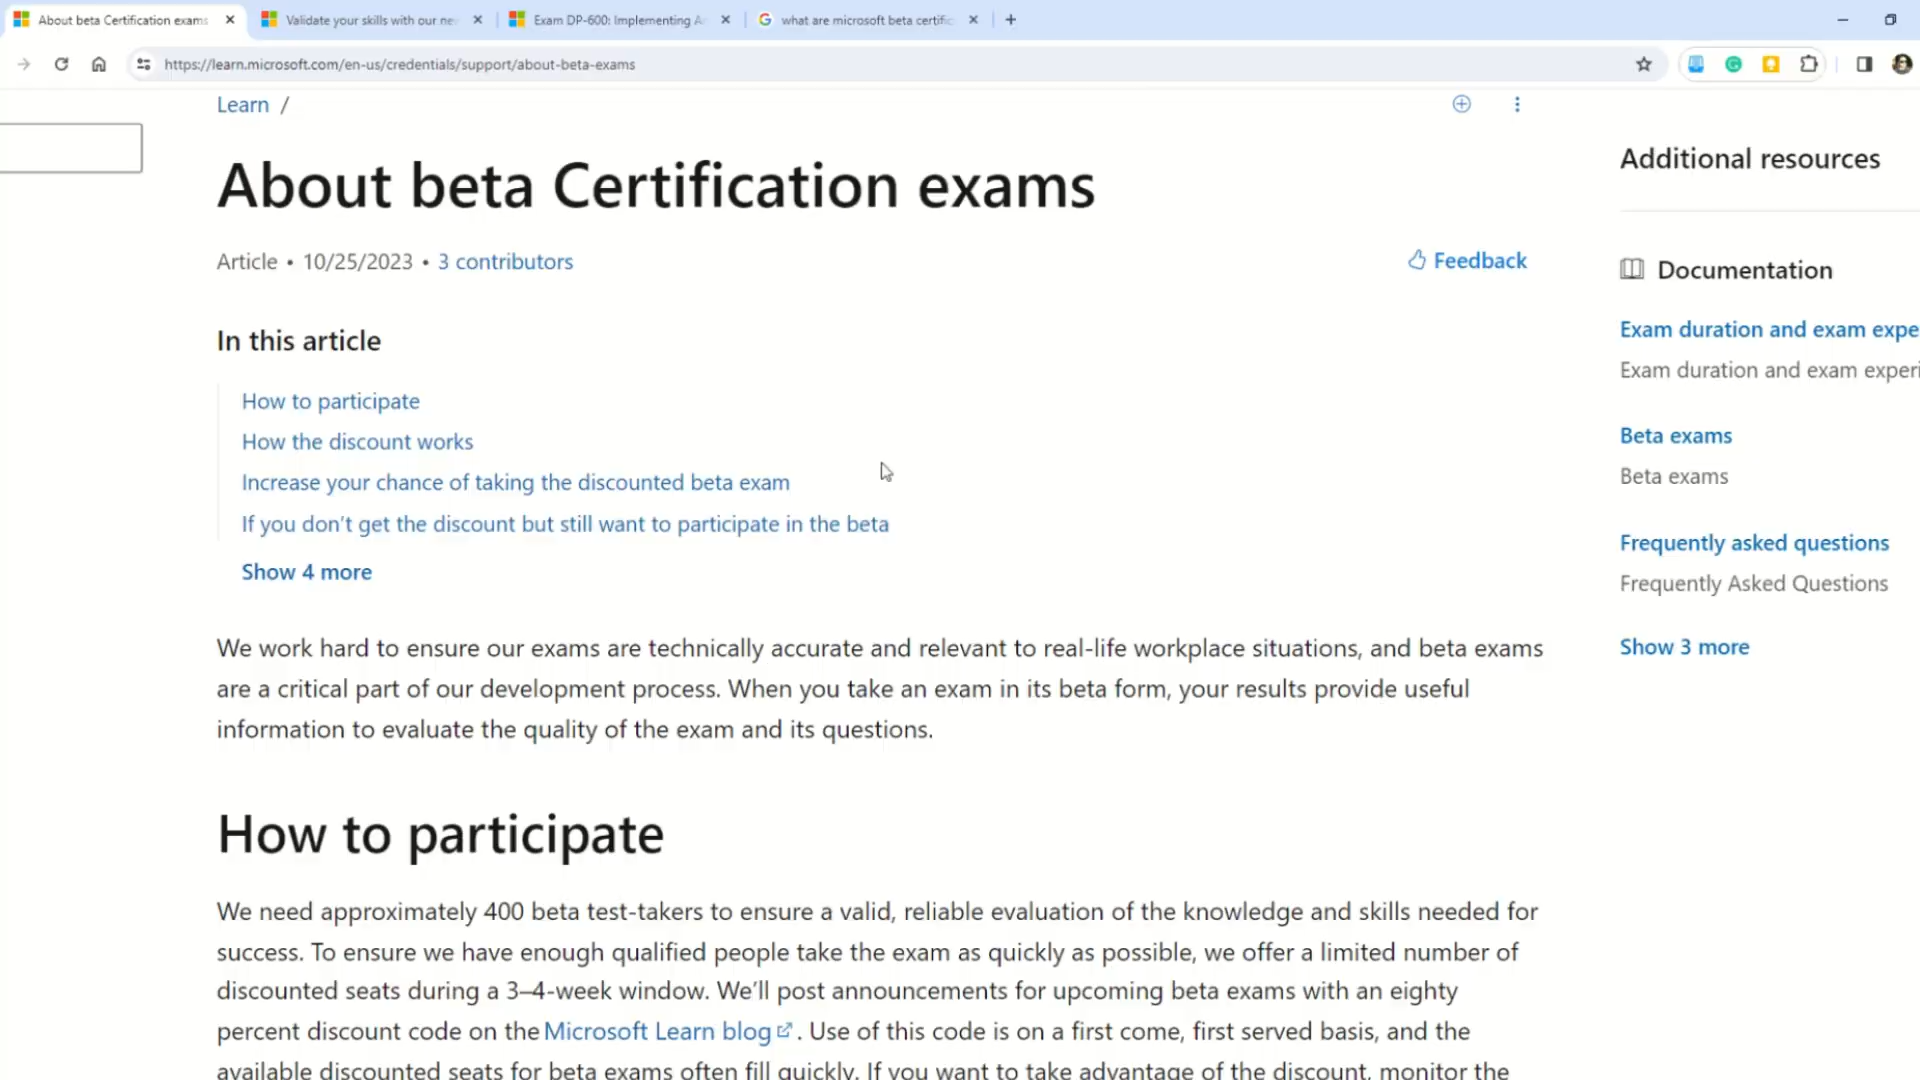 About beta Certification exams
Validate your skills with our ne
Exam DP-600: Implementing A
what are microsoft beta certific
https://learn.microsoft.com/en-us/credentials/support/about-beta-exams
Learn /
About beta Certification exams
Article • 10/25/2023 • 3 contributors
Feedback
In this article
How to participate
How the discount works
Increase your chance of taking the discounted beta exam
If you don't get the discount but still want to participate in the beta
Show 4 more
We work hard to ensure our exams are technically accurate and relevant to real-life workplace situations, and beta exams
are a critical part of our development process. When you take an exam in its beta form, your results provide useful
information to evaluate the quality of the exam and its questions.
How to participate
We need approximately 400 beta test-takers to ensure a valid, reliable evaluation of the knowledge and skills needed for
success. To ensure we have enough qualified people take the exam as quickly as possible, we offer a limited number of
discounted seats during a 3–4-week window. We'll post announcements for upcoming beta exams with an eighty
percent discount code on the Microsoft Learn blog. Use of this code is on a first come, first served basis, and the
available discounted seats for beta exams often fill quickly. If you want to take advantage of the discount, monitor the
Additional resources
Documentation
Exam duration and exam expe
Exam duration and exam experi
Beta exams
Beta exams
Frequently asked questions
Frequently Asked Questions
Show 3 more